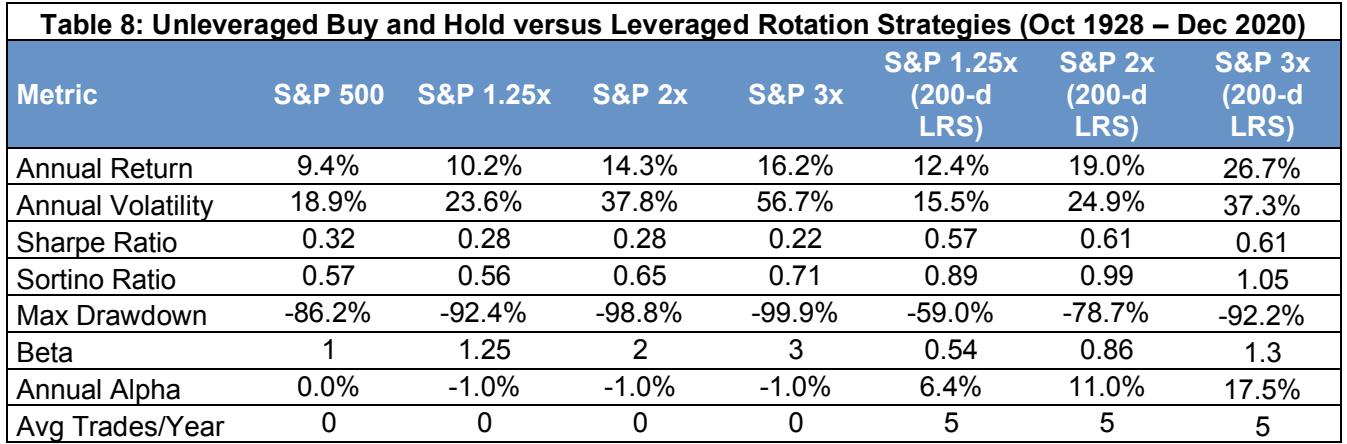 Table 8: Unleveraged Buy and Hold versus Leveraged Rotation Strategies (Oct 1928 – Dec 2020)
Metric S&P 500 S&P 1.25x S&P 2x S&P 3x S&P 1.25x (200-d LRS) S&P 2x (200-d LRS) S&P 3x (200-d LRS)
Annual Return 9.4% 10.2% 14.3% 16.2% 12.4% 19.0% 26.7%
Annual Volatility 18.9% 23.6% 37.8% 56.7% 15.5% 24.9% 37.3%
Sharpe Ratio 0.32 0.28 0.28 0.22 0.57 0.61 0.61
Sortino Ratio 0.57 0.56 0.65 0.71 0.89 0.99 1.05
Max Drawdown -86.2% -92.4% -98.8% -99.9% -59.0% -78.7% -92.2%
Beta 1 1.25 2 3 0.54 0.86 1.3
Annual Alpha 0.0% -1.0% -1.0% -1.0% 6.4% 11.0% 17.5%
Avg Trades/Year 0 0 0 0 5 5 5